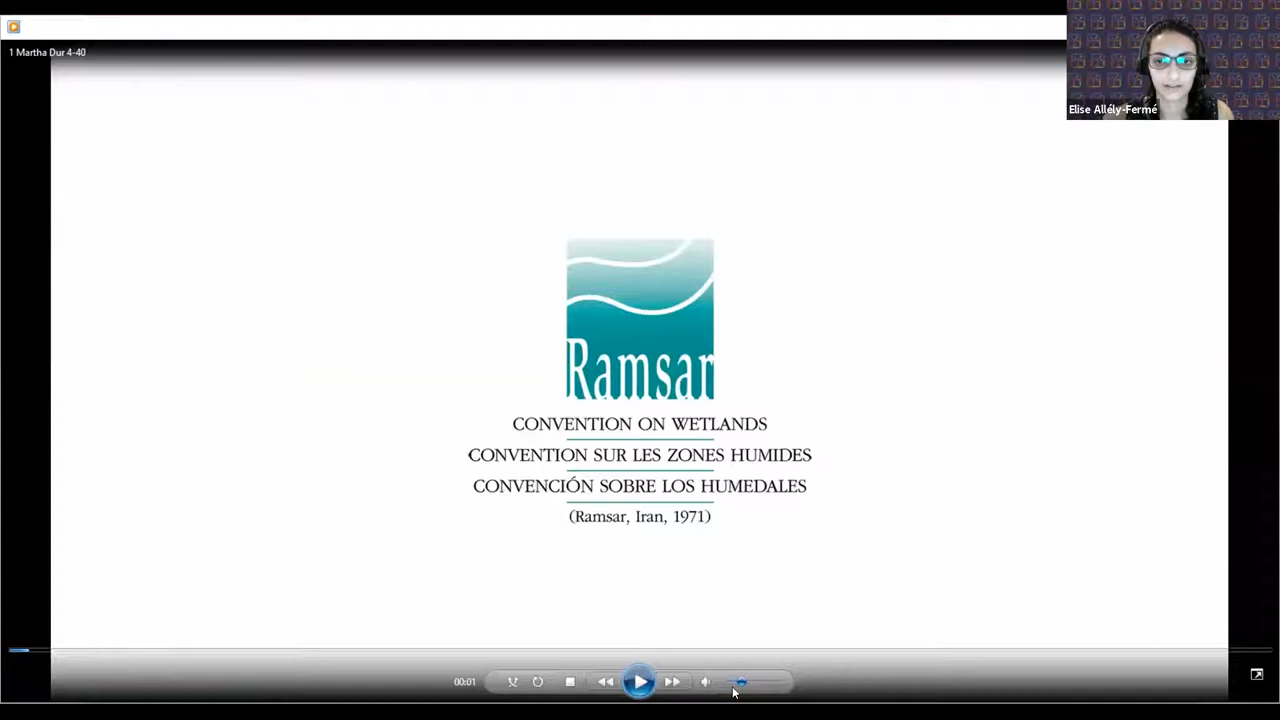 1 Martha Dur 4-40
Elise Allély-Fermé
Ramsar
CONVENTION ON WETLANDS
CONVENTION SUR LES ZONES HUMIDES
CONVENCIÓN SOBRE LOS HUMEDALES
(Ramsar, Iran, 1971)
00:01